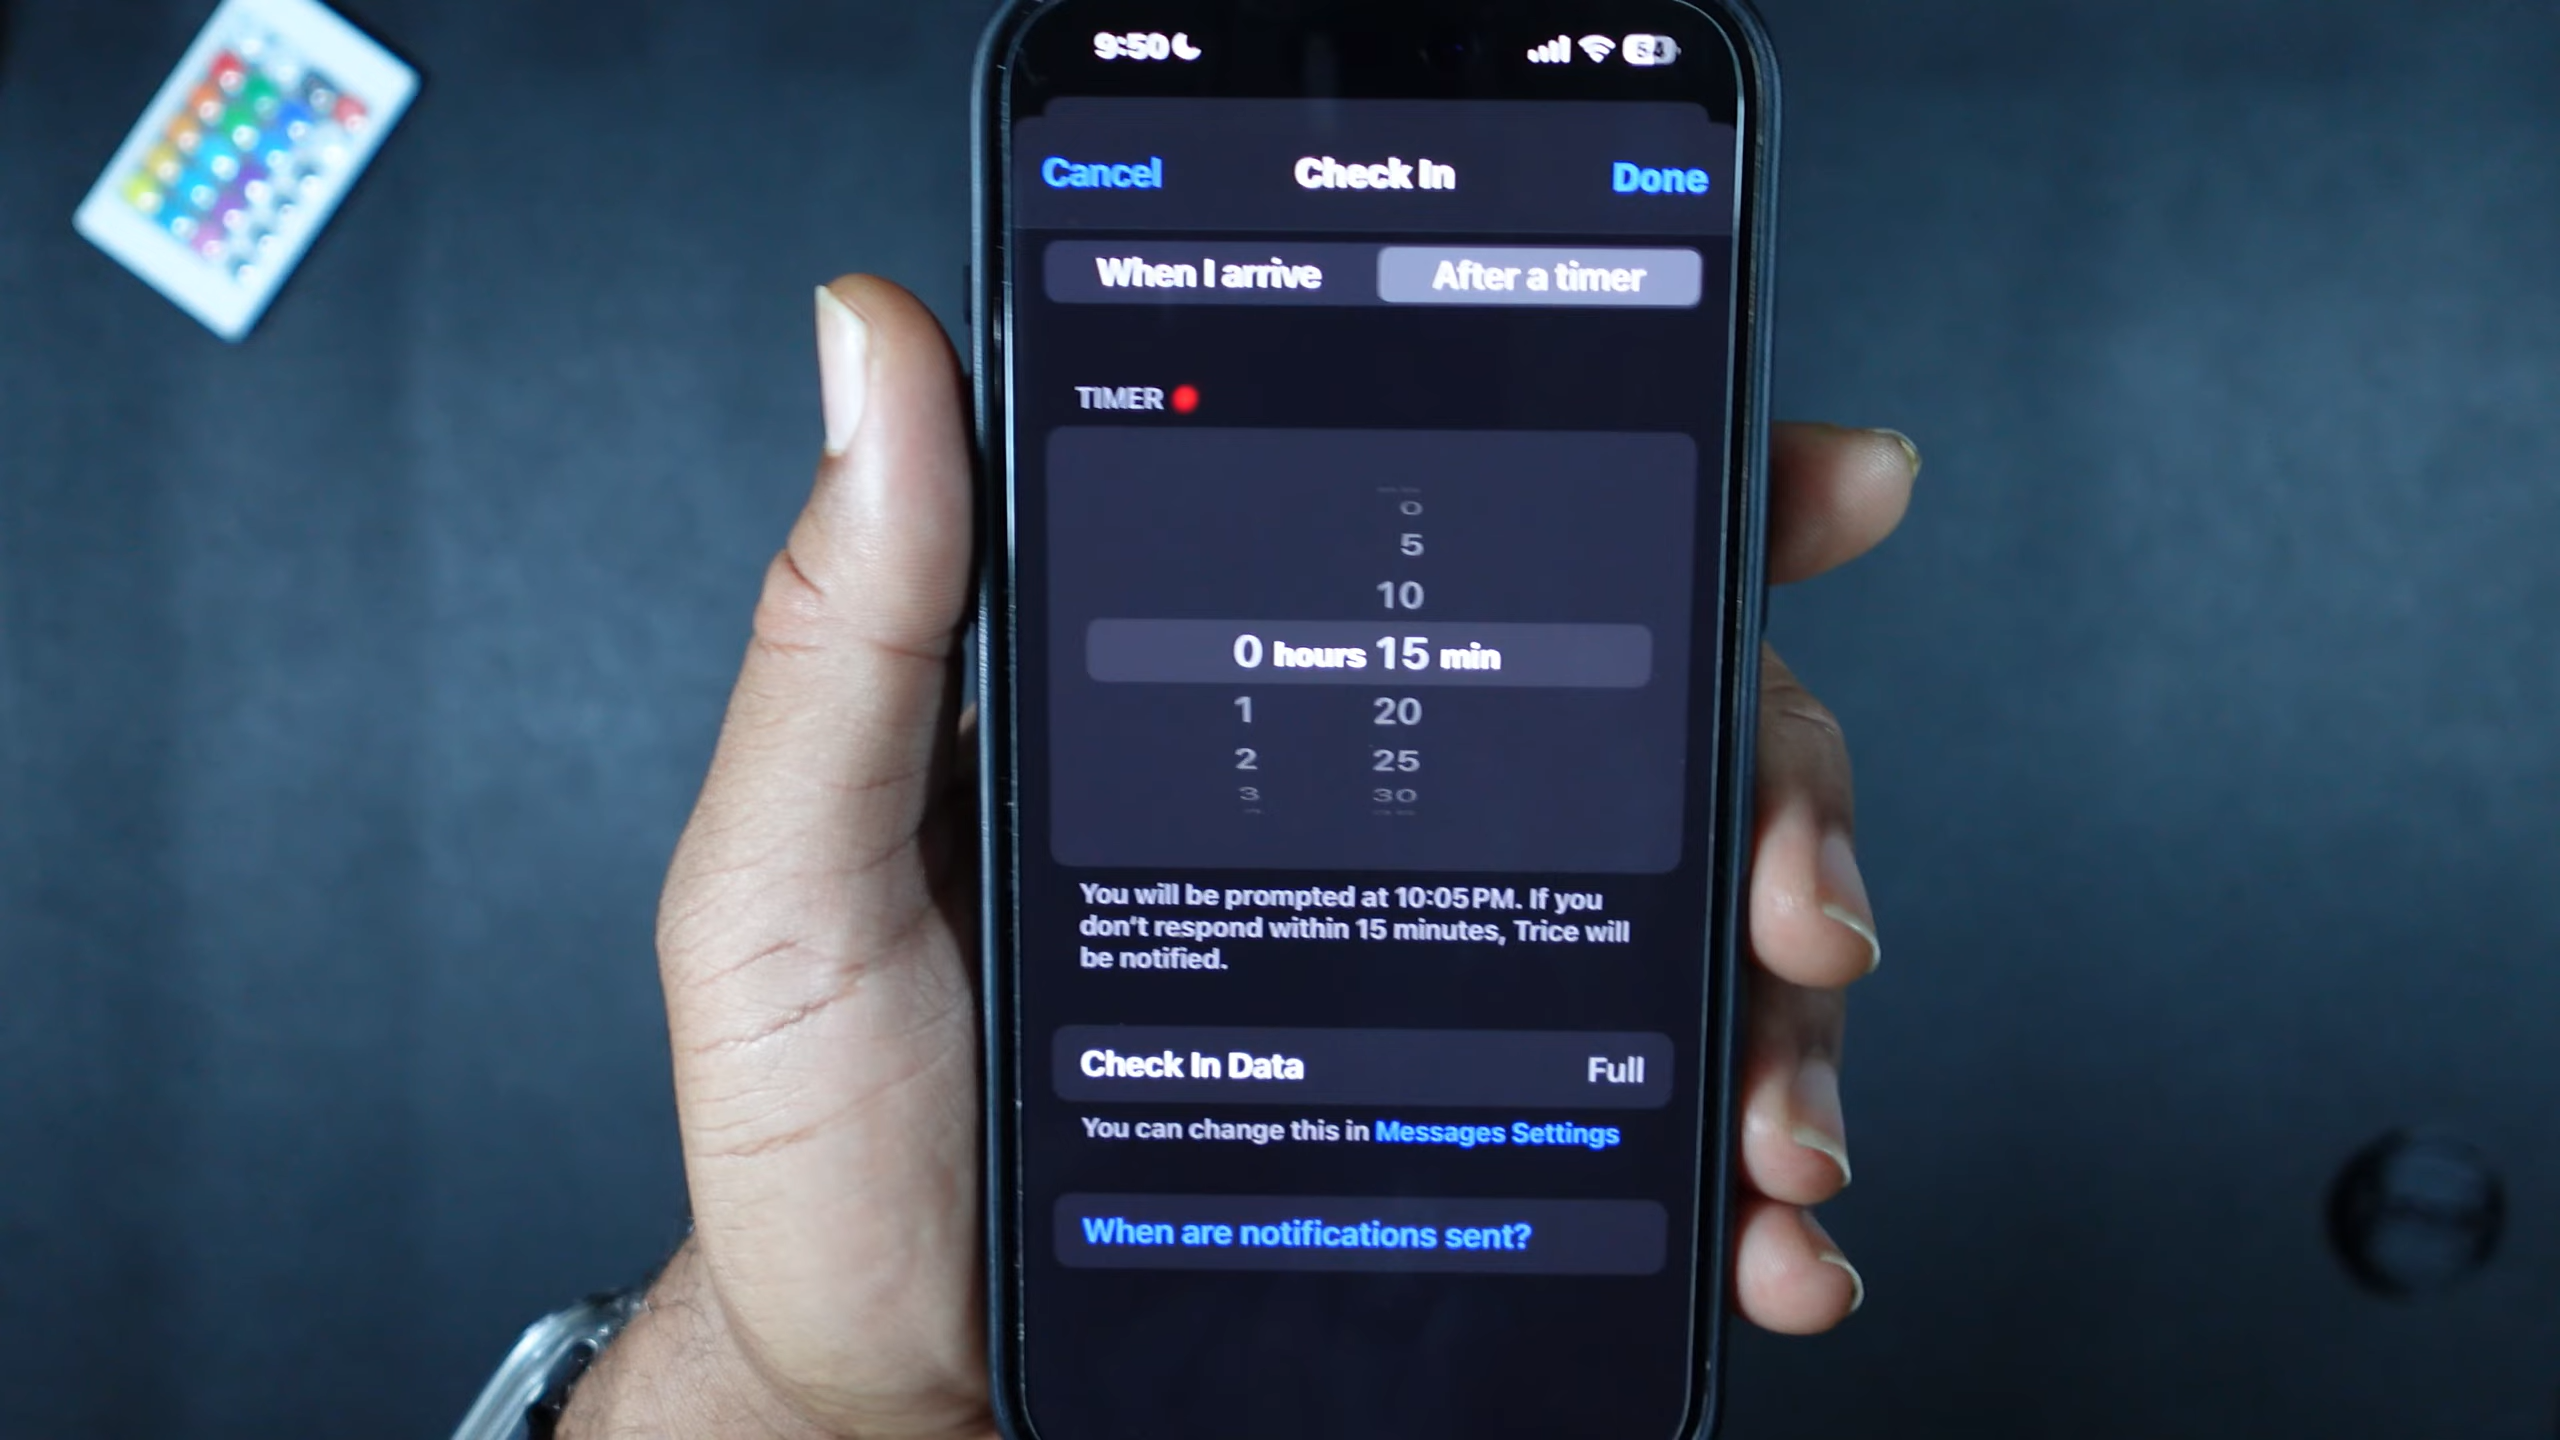 9:50
54
Cancel
Check In
Done
When I arrive
After a timer
TIMER
0
5
10
0 hours 15 min
1 20
2 25
3 30
You will be prompted at 10:05 PM. If you
don't respond within 15 minutes, Trice will
be notified.
Check In Data
Full
You can change this in Messages Settings
When are notifications sent?